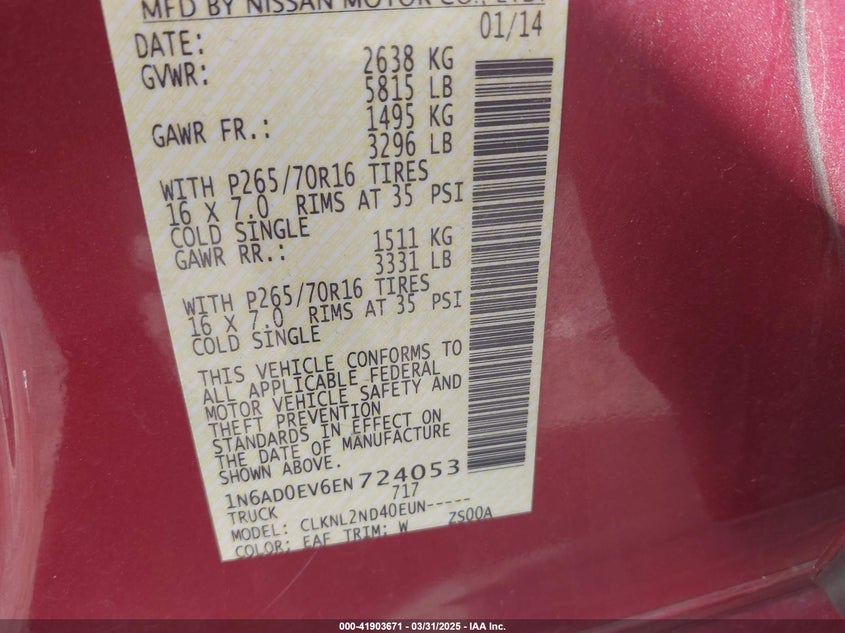 MFD BY NISSAN MOTOR CO., LTD.
DATE: 01/14
GVWR: 2638 KG
5815 LB
GAWR FR.: 1495 KG
3296 LB
WITH P265/70R16 TIRES
16 X 7.0 RIMS AT 35 PSI
COLD SINGLE
GAWR RR.: 1511 KG
3331 LB
WITH P265/70R16 TIRES
16 X 7.0 RIMS AT 35 PSI
COLD SINGLE
THIS VEHICLE CONFORMS TO
ALL APPLICABLE FEDERAL
MOTOR VEHICLE SAFETY AND
THEFT PREVENTION
STANDARDS IN EFFECT ON
THE DATE OF MANUFACTURE
SHOWN ABOVE.
1N6AD0EV6EN724053
TRUCK 717
MODEL: CLKNL2ND40EUN-----
COLOR: EAF TRIM: W ZS00A
000-41903671 - 03/31/2025 - IAA Inc.